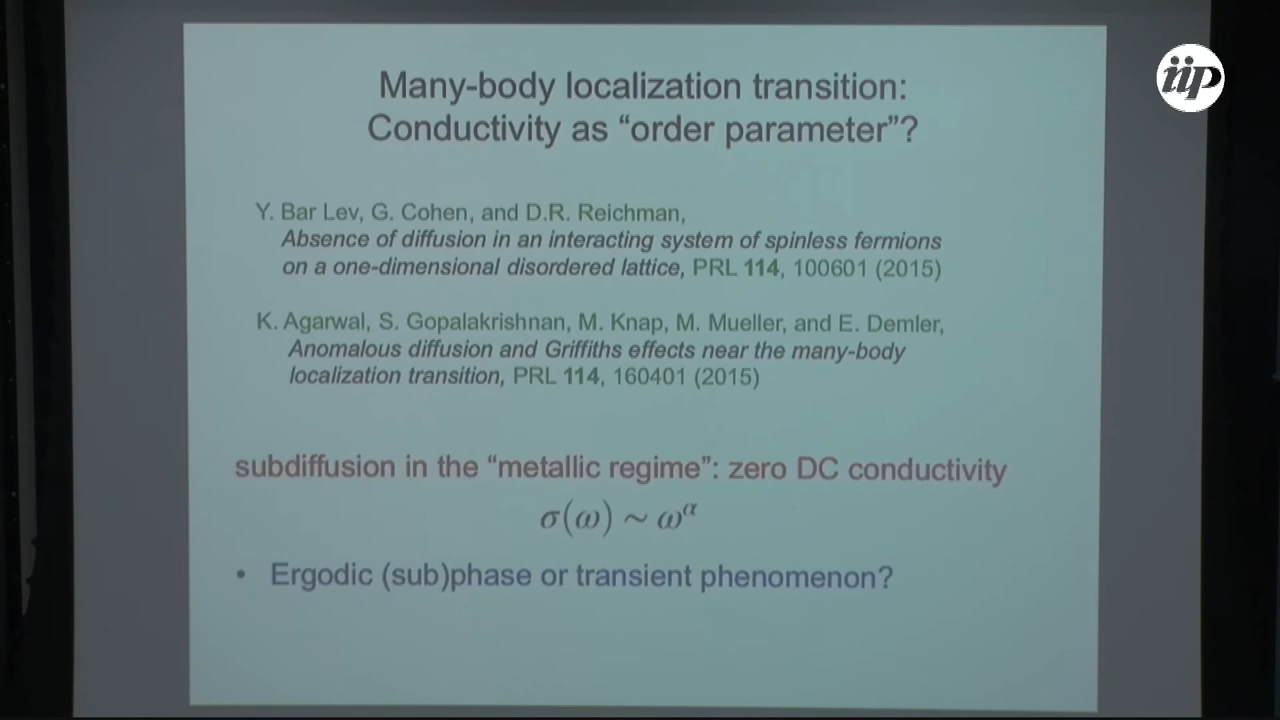 iip
Many-body localization transition:
Conductivity as “order parameter”?
Y. Bar Lev, G. Cohen, and D.R. Reichman,
Absence of diffusion in an interacting system of spinless fermions
on a one-dimensional disordered lattice, PRL 114, 100601 (2015)
K. Agarwal, S. Gopalakrishnan, M. Knap, M. Mueller, and E. Demler,
Anomalous diffusion and Griffiths effects near the many-body
localization transition, PRL 114, 160401 (2015)
subdiffusion in the “metallic regime”: zero DC conductivity
σ(ω) ~ ω^α
• Ergodic (sub)phase or transient phenomenon?